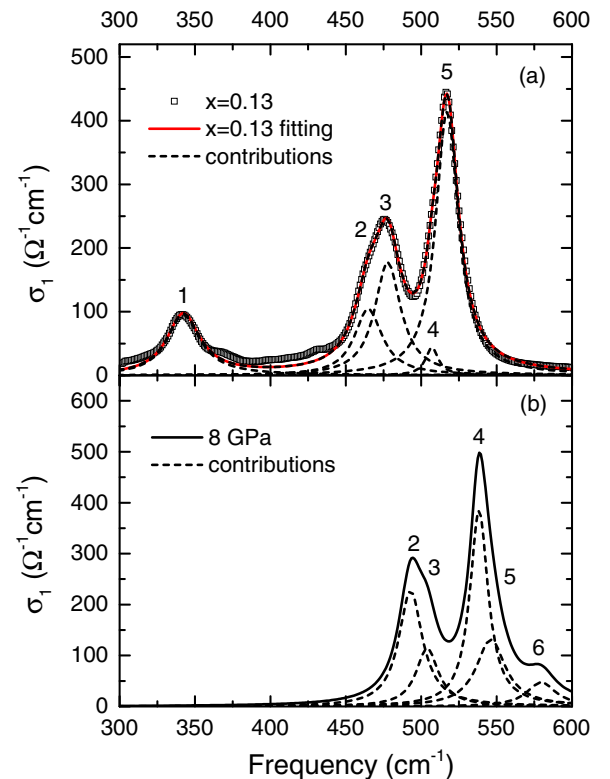 300 350 400 450 500 550 600
500
400
300
200
100
0
σ₁ (Ω⁻¹cm⁻¹)
(a)
x=0.13
x=0.13 fitting
contributions
1
2
3
4
5
600
500
400
300
200
100
0
σ₁ (Ω⁻¹cm⁻¹)
(b)
8 GPa
contributions
2
3
4
5
6
300 350 400 450 500 550 600
Frequency (cm⁻¹)